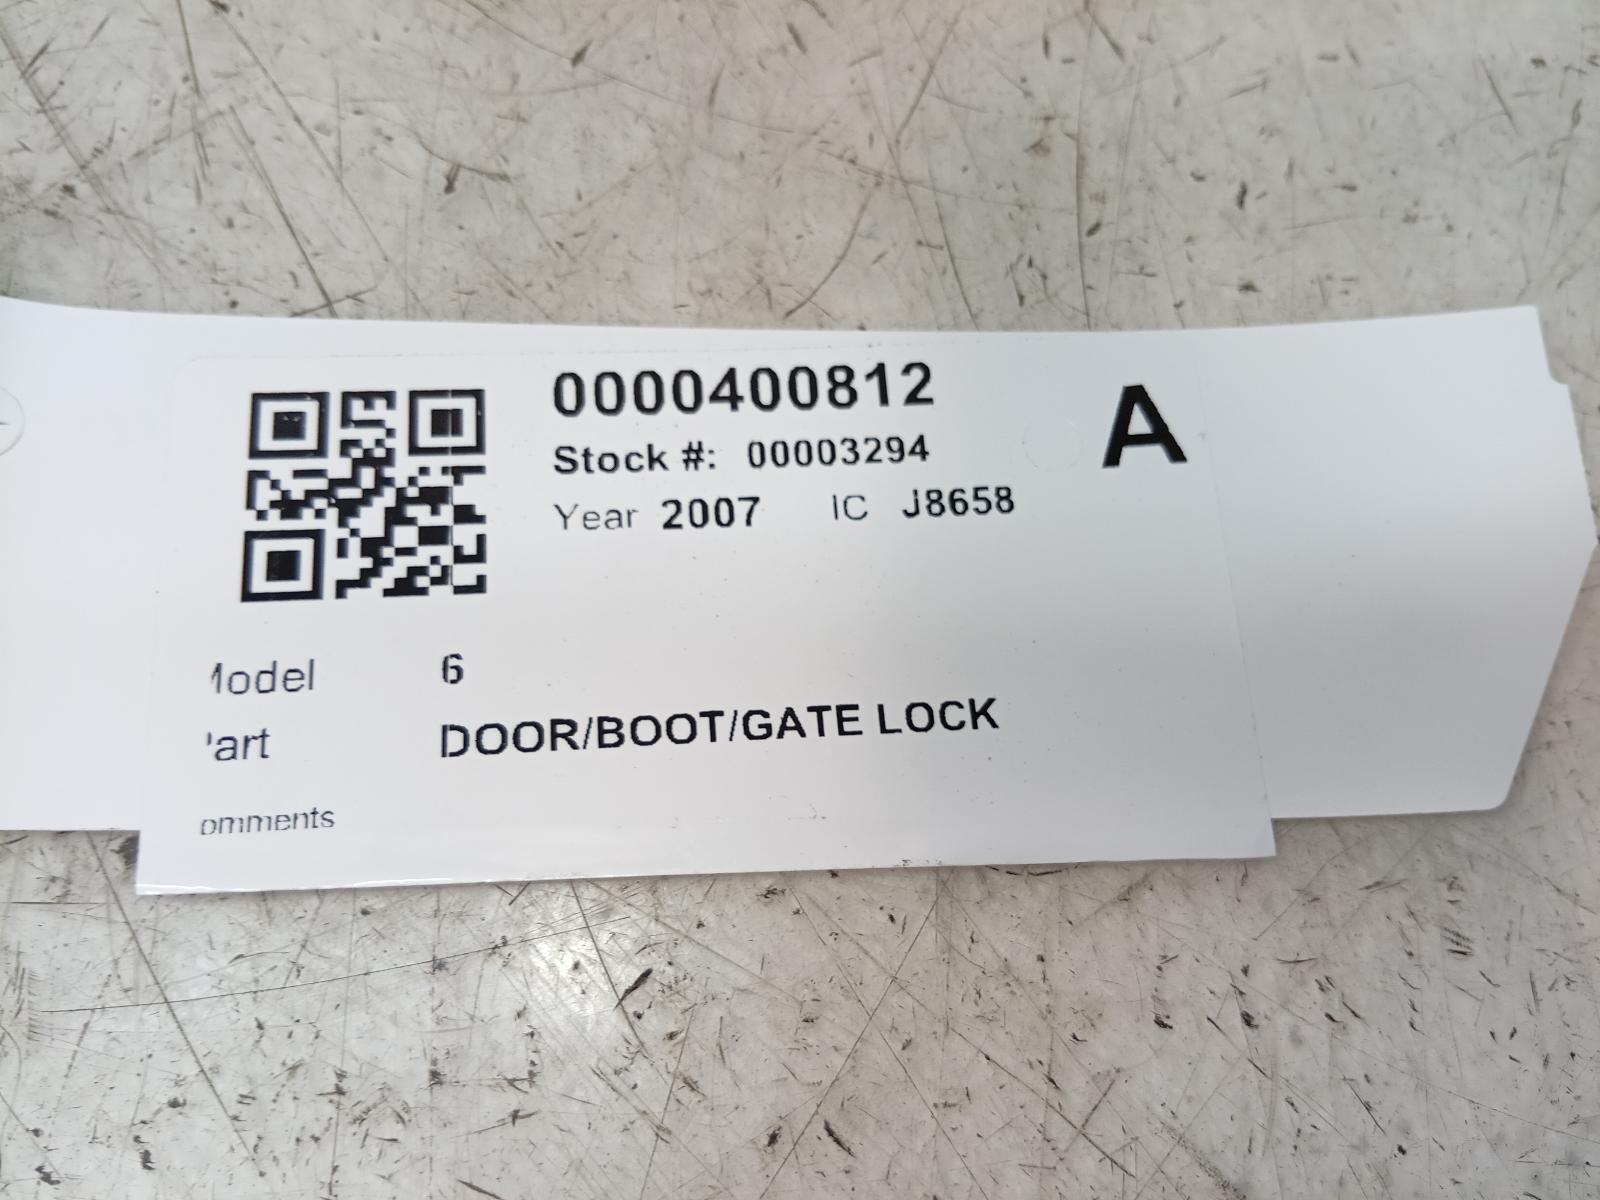 0000400812
A
Stock #: 00003294
Year 2007 IC J8658
Model 6
Part DOOR/BOOT/GATE LOCK
omments